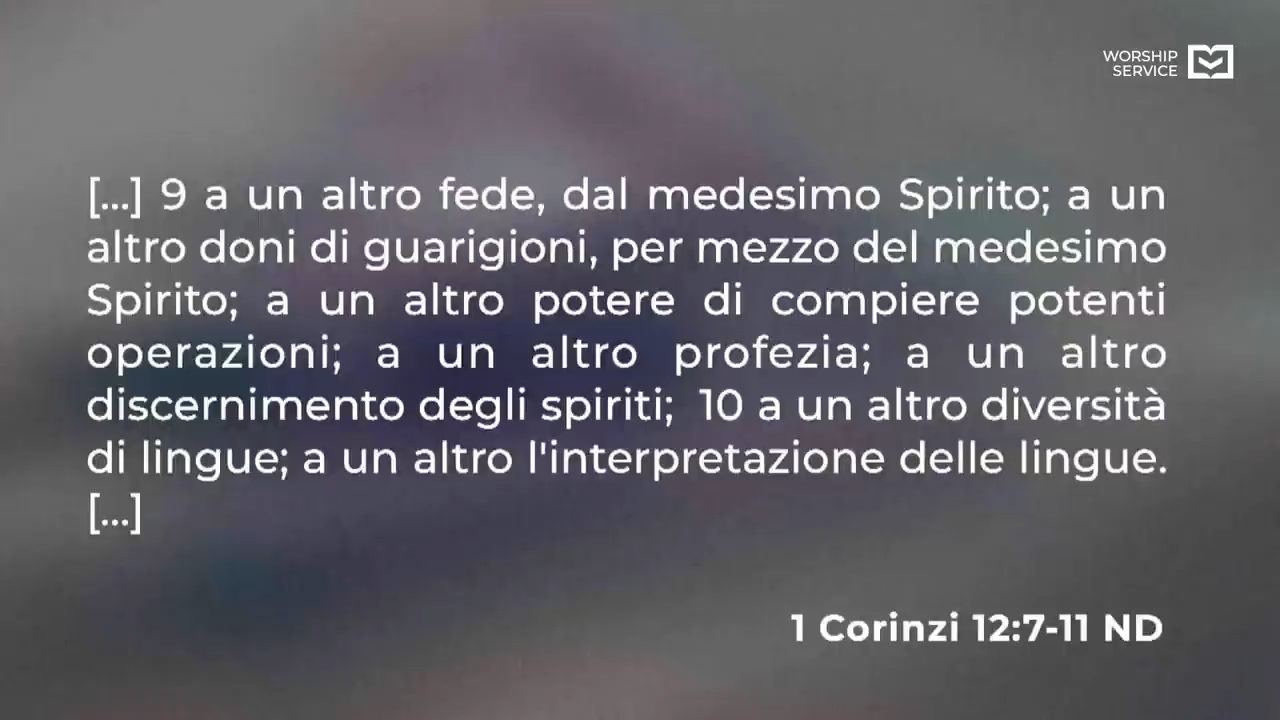 WORSHIP
SERVICE
[...] 9 a un altro fede, dal medesimo Spirito; a un
altro doni di guarigioni, per mezzo del medesimo
Spirito; a un altro potere di compiere potenti
operazioni; a un altro profezia; a un altro
discernimento degli spiriti;  10 a un altro diversità
di lingue; a un altro l'interpretazione delle lingue.
[...]
1 Corinzi 12:7-11 ND